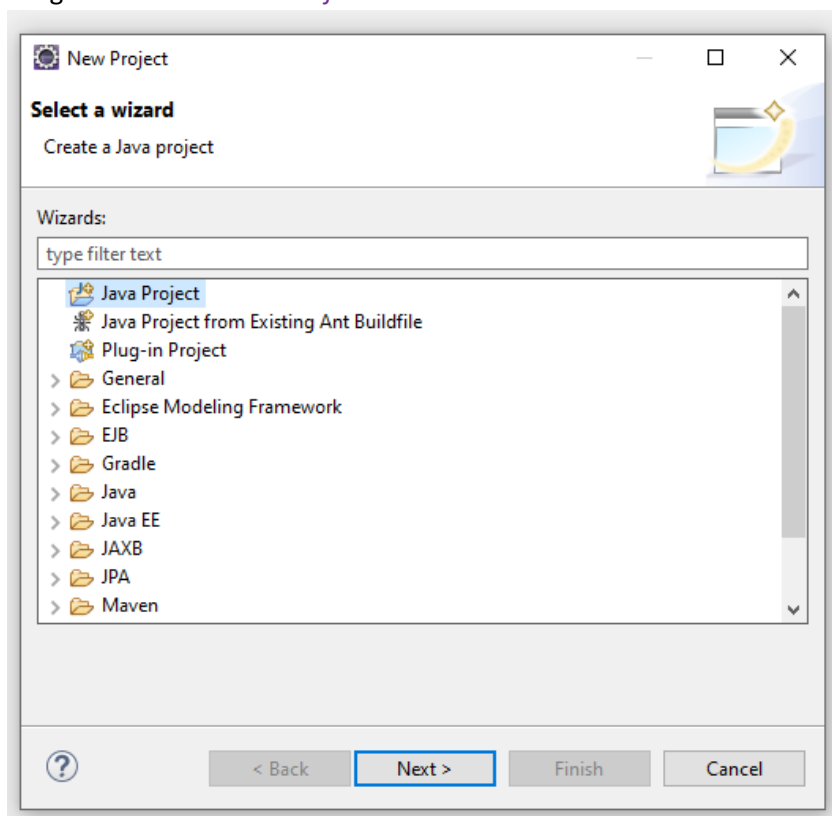 New Project
Select a wizard
Create a Java project
Wizards:
type filter text
Java Project
Java Project from Existing Ant Buildfile
Plug-in Project
General
Eclipse Modeling Framework
EJB
Gradle
Java
Java EE
JAXB
JPA
Maven
< Back Next > Finish Cancel